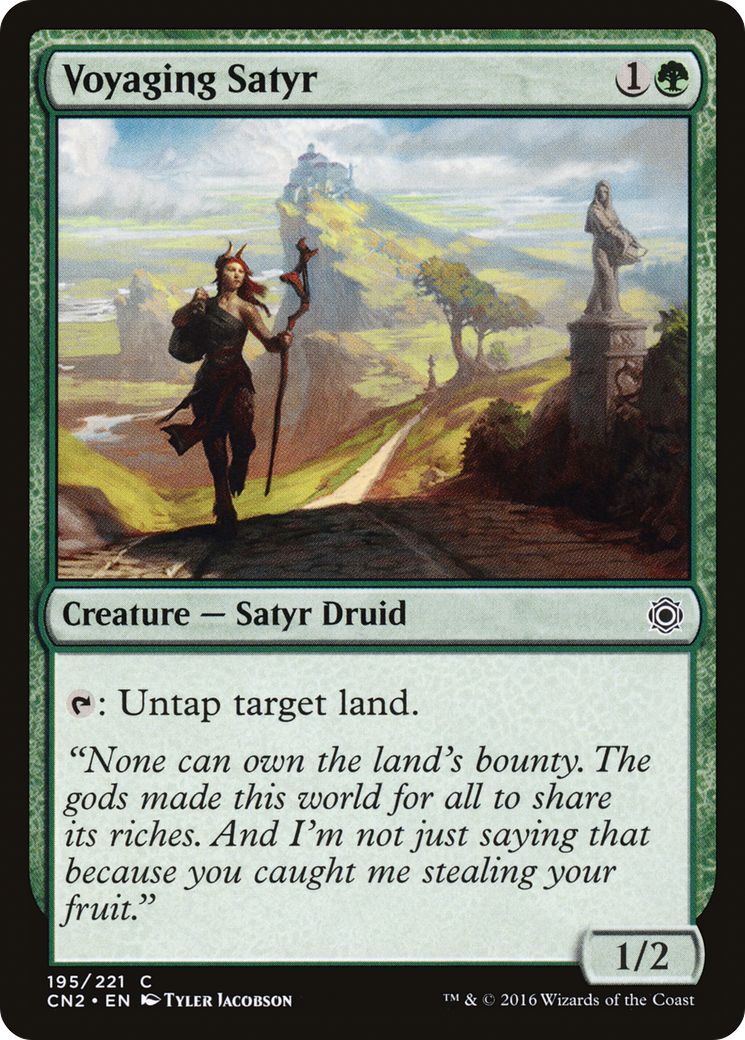 Voyaging Satyr 1
Creature — Satyr Druid
: Untap target land.
“None can own the land’s bounty. The
gods made this world for all to share
its riches. And I’m not just saying that
because you caught me stealing your
fruit.”
1/2
195/221 C
CN2 • EN Tyler Jacobson
™ & © 2016 Wizards of the Coast